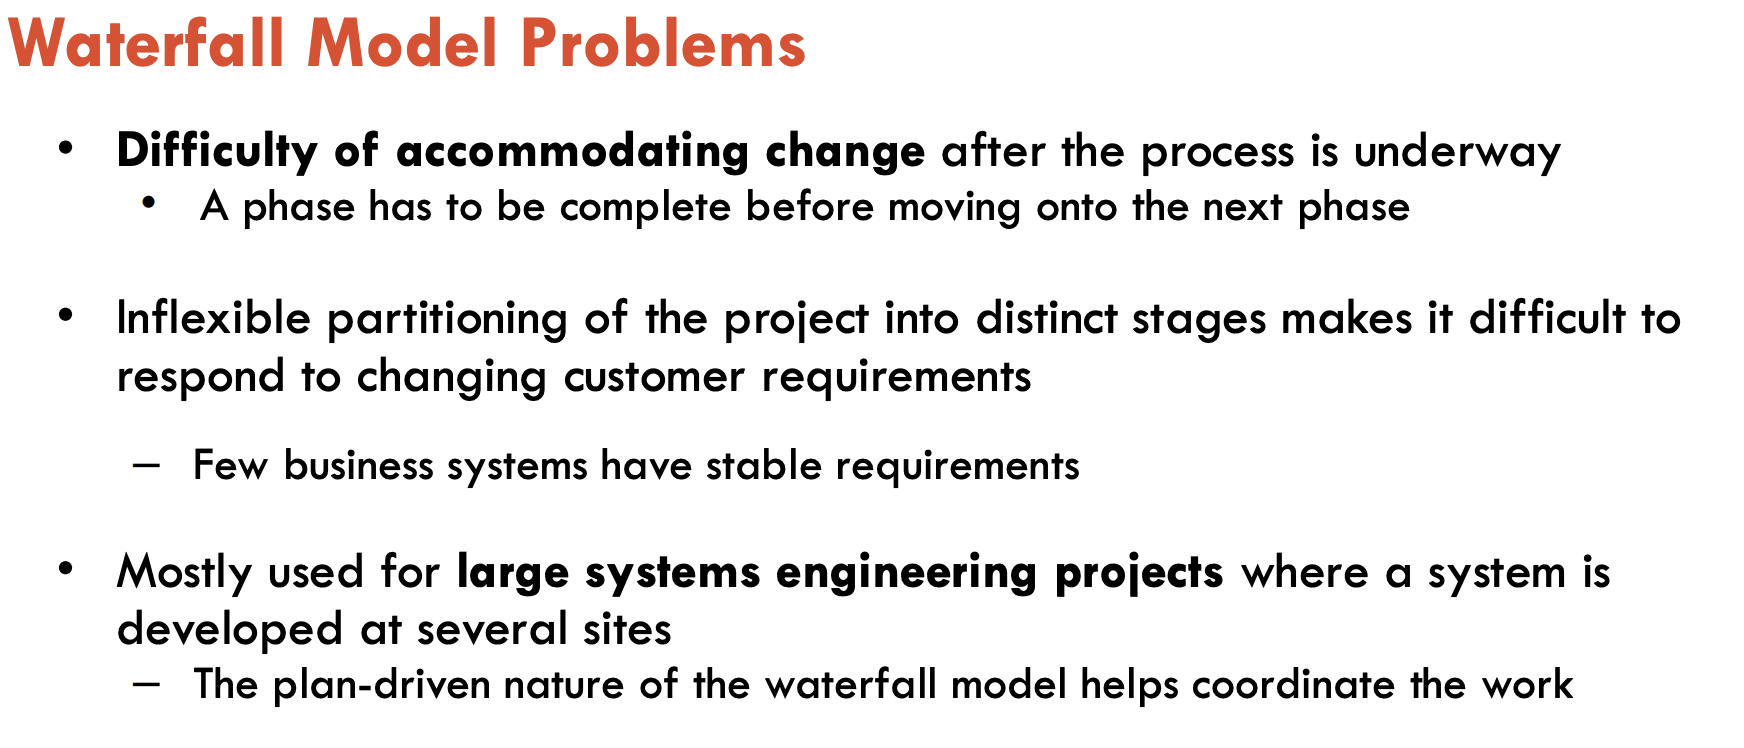 Waterfall Model Problems
• Difficulty of accommodating change after the process is underway
• A phase has to be complete before moving onto the next phase
• Inflexible partitioning of the project into distinct stages makes it difficult to
respond to changing customer requirements
– Few business systems have stable requirements
• Mostly used for large systems engineering projects where a system is
developed at several sites
– The plan-driven nature of the waterfall model helps coordinate the work